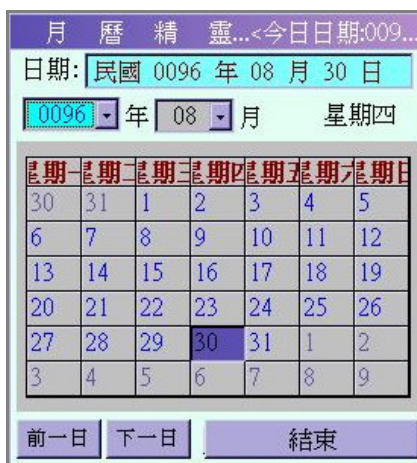 月 曆 精 靈...<今日日期:009...
日期: 民國 0096 年 08 月 30 日
0096 年 08 月 星期四
星期一 星期二 星期三 星期四 星期五 星期六 星期日
30 31 1 2 3 4 5
6 7 8 9 10 11 12
13 14 15 16 17 18 19
20 21 22 23 24 25 26
27 28 29 30 31 1 2
3 4 5 6 7 8 9
前一日 下一日 結束